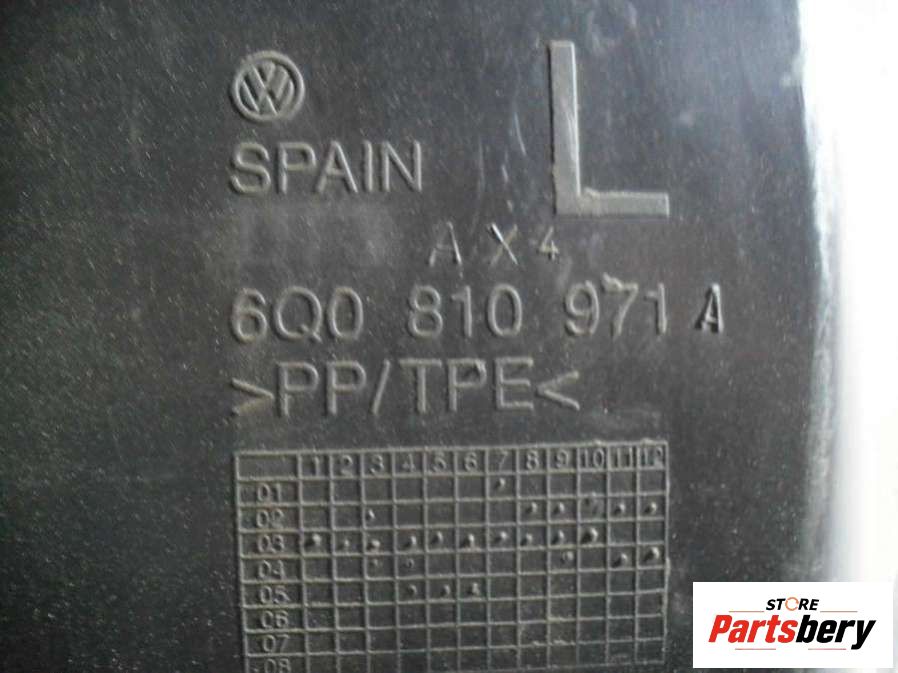 VW
SPAIN L
AX4
6Q0 810 971 A
>PP/TPE<
1 2 3 4 5 6 7 8 9 10 11 12
01
02
03
04
05
06
07
08
STORE
Partsbery